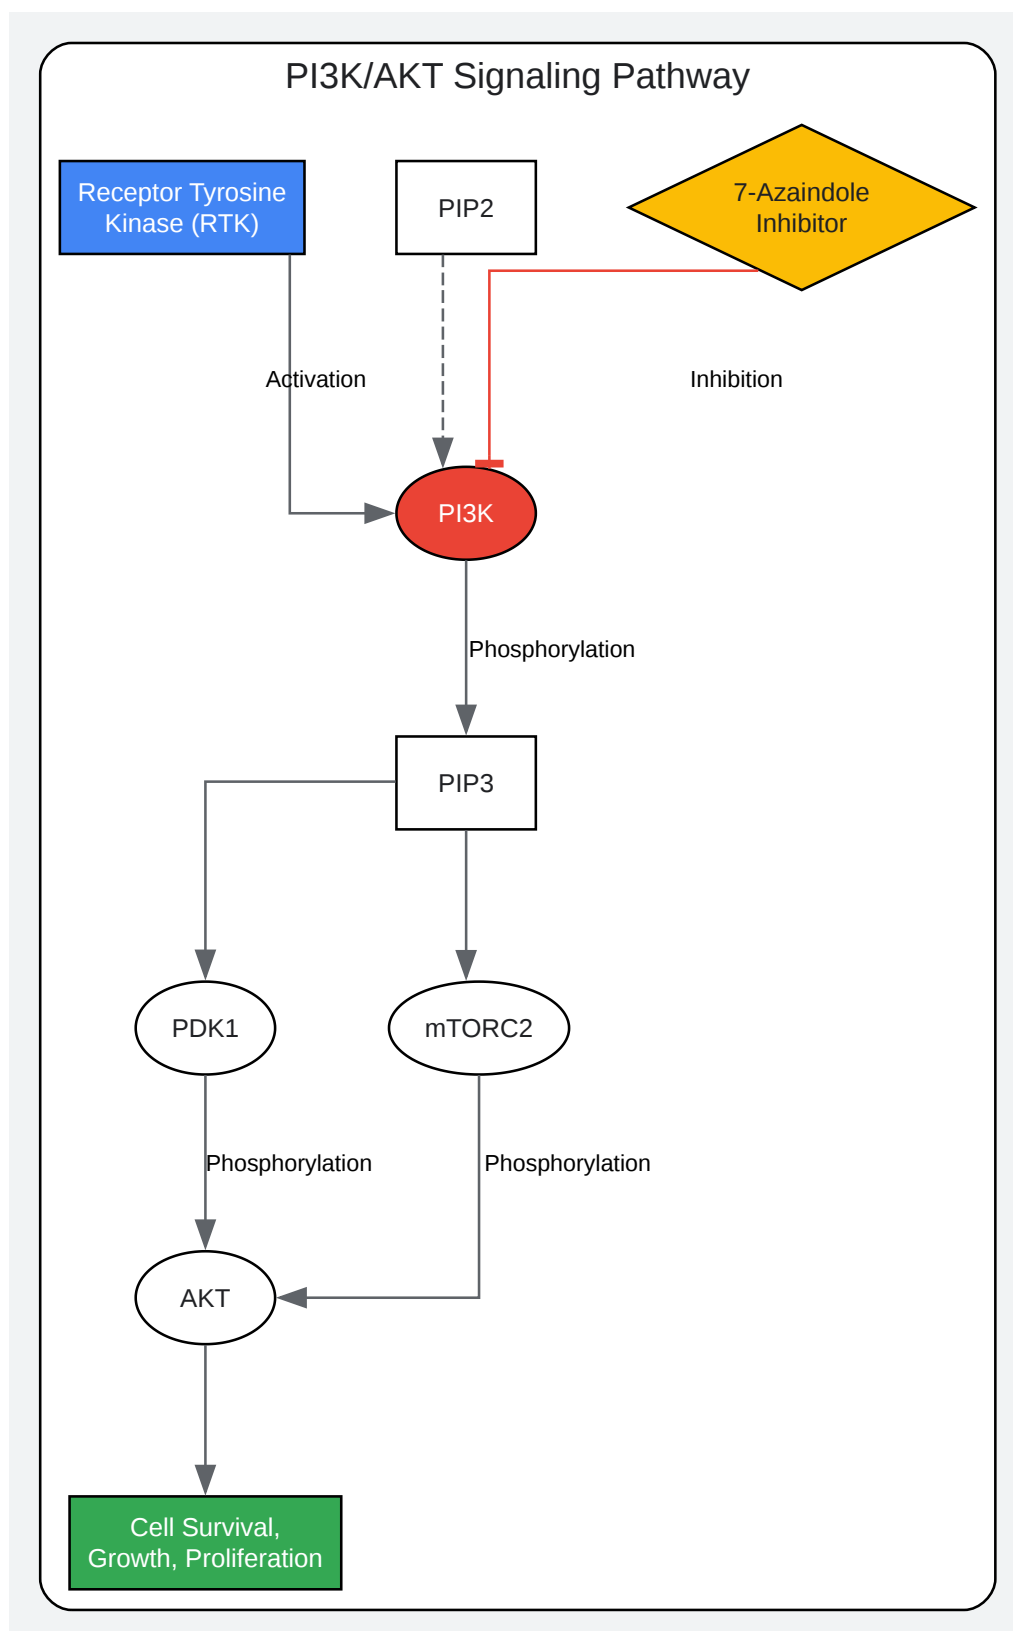 PI3K/AKT Signaling Pathway
Receptor Tyrosine
Kinase (RTK)
PIP2
7-Azaindole
Inhibitor
Activation
Inhibition
PI3K
Phosphorylation
PIP3
PDK1
mTORC2
Phosphorylation
Phosphorylation
AKT
Cell Survival,
Growth, Proliferation